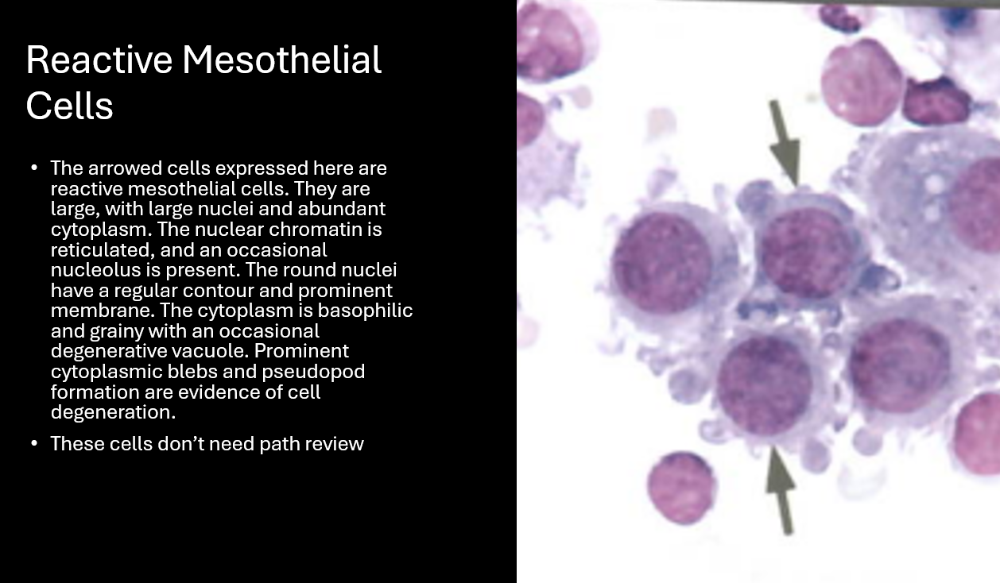 Reactive Mesothelial
Cells
• The arrowed cells expressed here are
reactive mesothelial cells. They are
large, with large nuclei and abundant
cytoplasm. The nuclear chromatin is
reticulated, and an occasional
nucleolus is present. The round nuclei
have a regular contour and prominent
membrane. The cytoplasm is basophilic
and grainy with an occasional
degenerative vacuole. Prominent
cytoplasmic blebs and pseudopod
formation are evidence of cell
degeneration.
• These cells don’t need path review